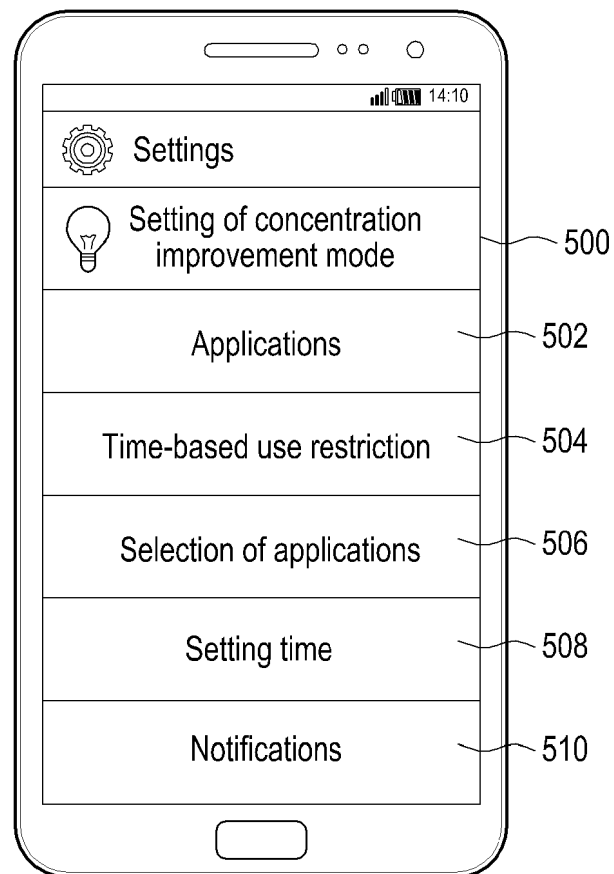 14:10
Settings
Setting of concentration
improvement mode
500
Applications
502
Time-based use restriction
504
Selection of applications
506
Setting time
508
Notifications
510